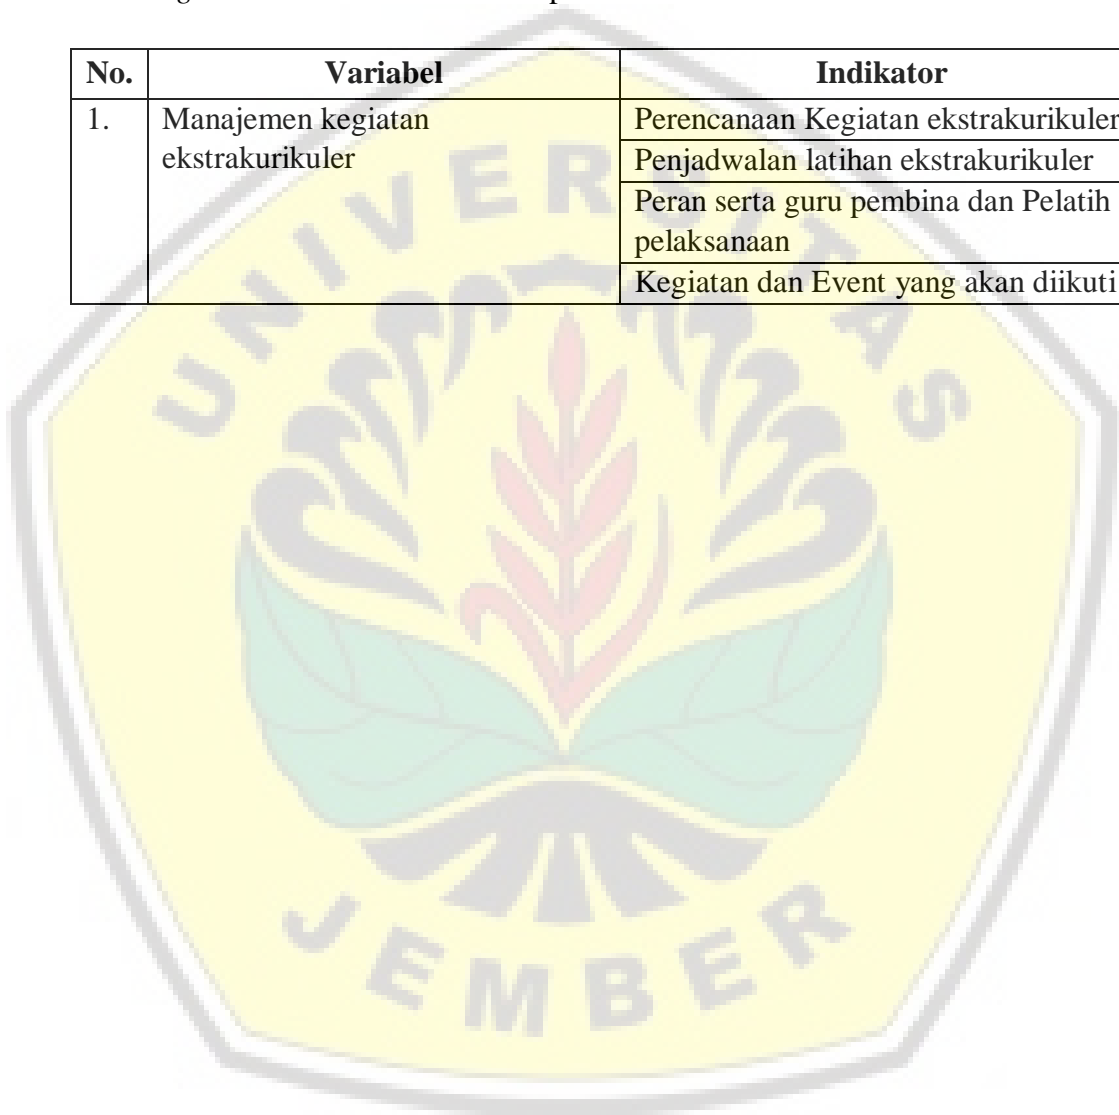 No. Variabel Indikator
1. Manajemen kegiatan ekstrakurikuler
Perencanaan Kegiatan ekstrakurikuler
Penjadwalan latihan ekstrakurikuler
Peran serta guru pembina dan Pelatih
pelaksanaan
Kegiatan dan Event yang akan diikuti
UNIVERSITAS
JEMBER